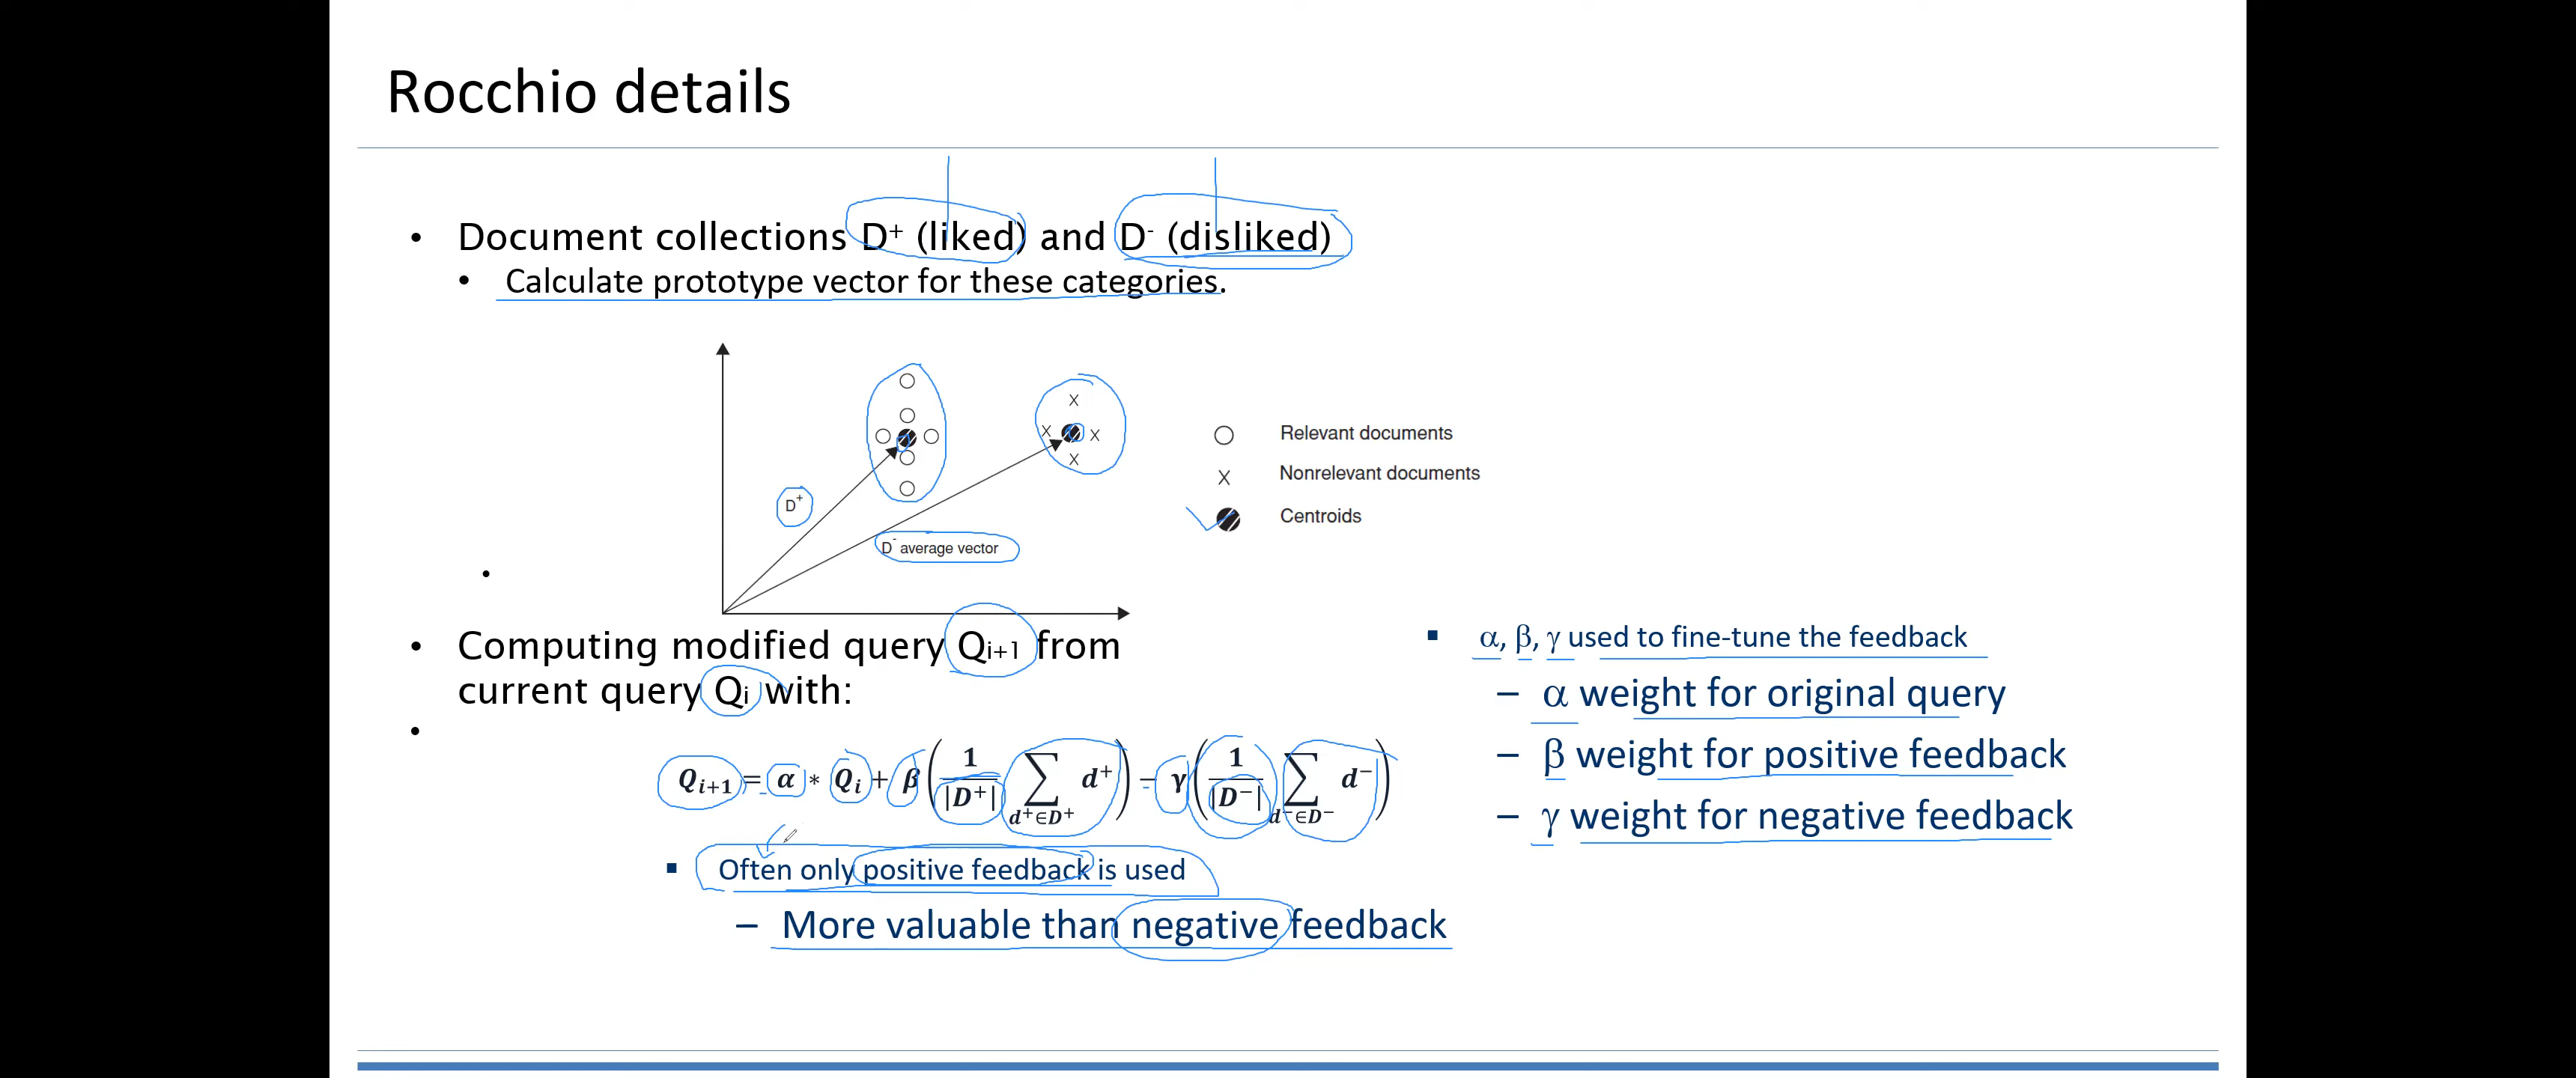 Rocchio details
• Document collections D⁺ (liked) and D⁻ (disliked)
• Calculate prototype vector for these categories.
D⁺
D⁻ average vector
○ Relevant documents
X Nonrelevant documents
Centroids
•
• Computing modified query Qᵢ₊₁ from
current query Qᵢ with:
•
Qᵢ₊₁ = α * Qᵢ + β ( 1/|D⁺| ∑_{d⁺∈D⁺} d⁺ ) − γ ( 1/|D⁻| ∑_{d⁻∈D⁻} d⁻ )
▪ Often only positive feedback is used
– More valuable than negative feedback
▪ α, β, γ used to fine-tune the feedback
– α weight for original query
– β weight for positive feedback
– γ weight for negative feedback